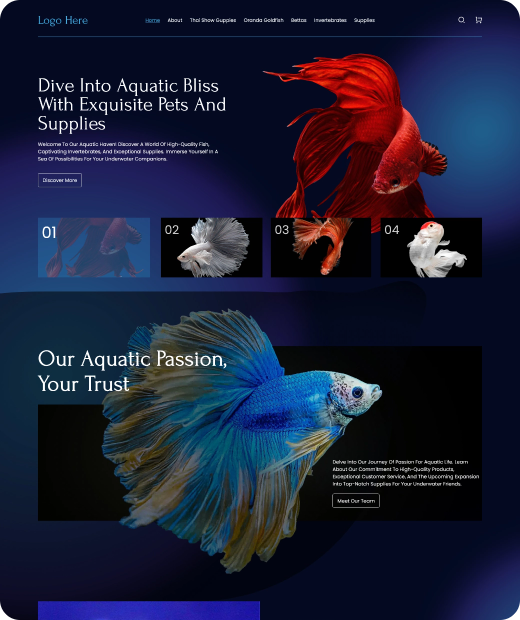 Logo Here
Home About Thai Show Guppies Oranda Goldfish Bettas Invertebrates Supplies
Dive Into Aquatic Bliss
With Exquisite Pets And
Supplies
Welcome To Our Aquatic Haven! Discover A World Of High-Quality Fish,
Captivating Invertebrates, And Exceptional Supplies. Immerse Yourself In A
Sea Of Possibilities For Your Underwater Companions.
Discover More
01
02
03
04
Our Aquatic Passion,
Your Trust
Delve Into Our Journey Of Passion For Aquatic Life. Learn
About Our Commitment To High-Quality Products,
Exceptional Customer Service, And The Upcoming Expansion
Into Top-Notch Supplies For Your Underwater Friends.
Meet Our Team